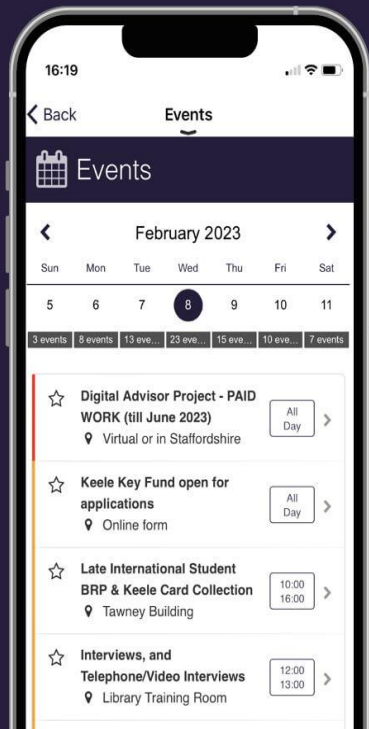 16:19
Back Events
Events
February 2023
Sun Mon Tue Wed Thu Fri Sat
5 6 7 8 9 10 11
3 events 8 events 13 eve... 23 eve... 15 eve... 10 eve... 7 events
Digital Advisor Project - PAID
WORK (till June 2023)
Virtual or in Staffordshire
All
Day
Keele Key Fund open for
applications
Online form
All
Day
Late International Student
BRP & Keele Card Collection
Tawney Building
10:00
16:00
Interviews, and
Telephone/Video Interviews
Library Training Room
12:00
13:00